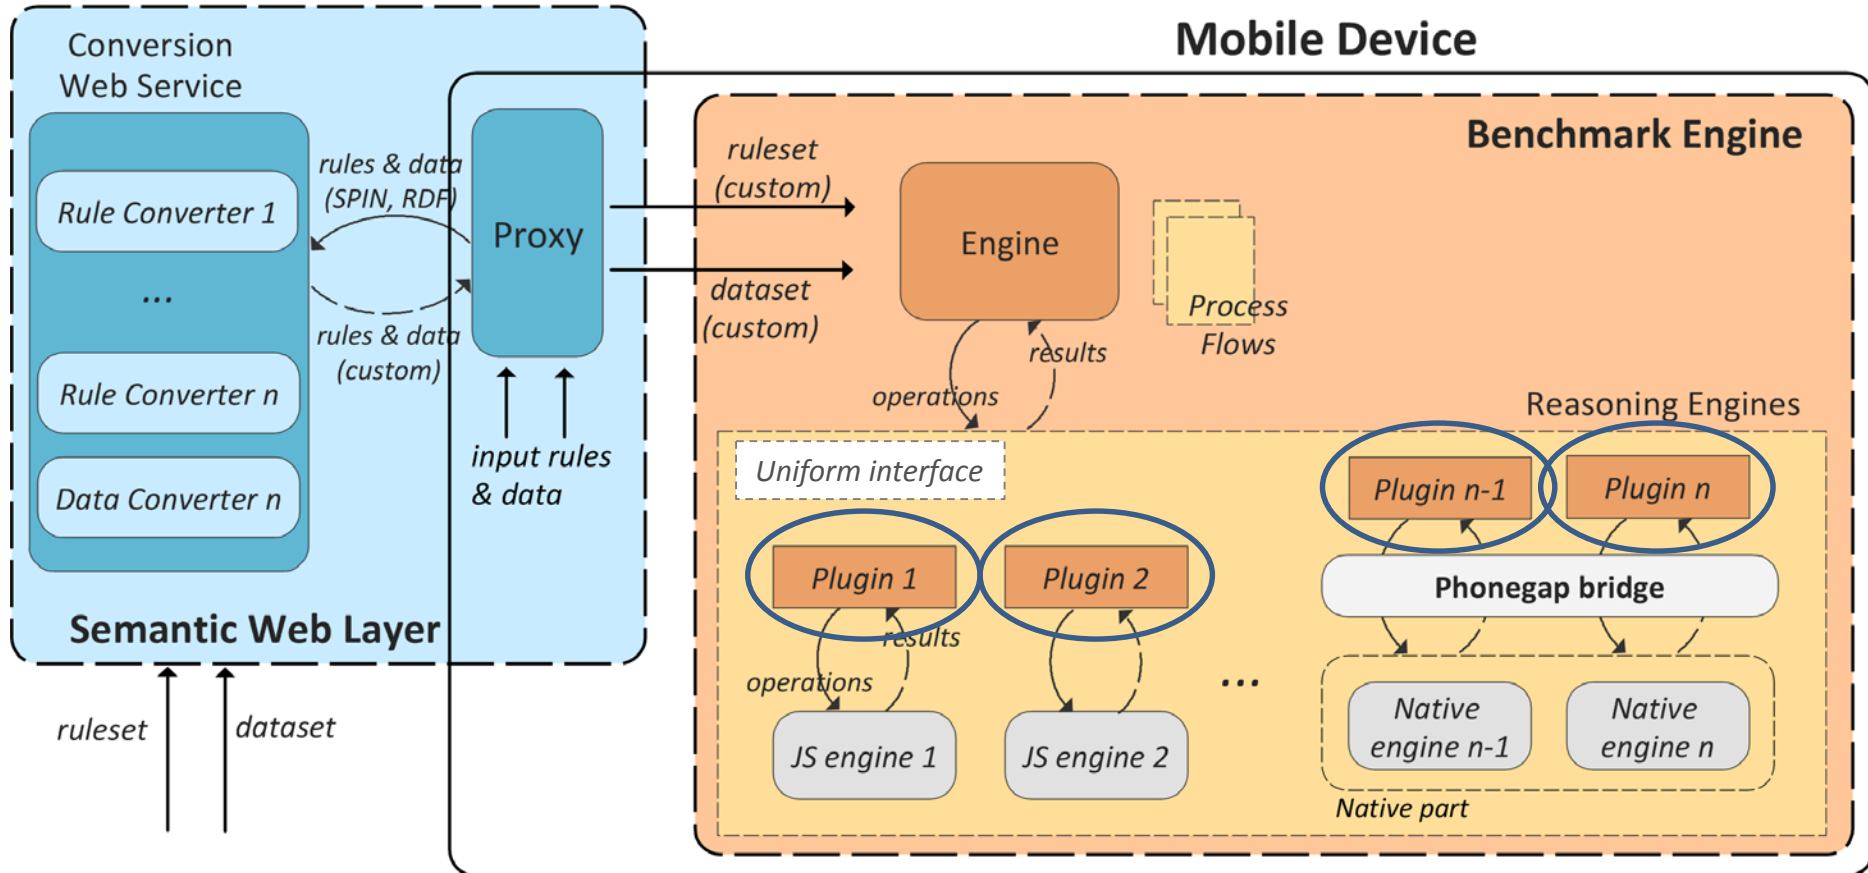 Mobile Device
Conversion
Web Service
Rule Converter 1
...
Rule Converter n
Data Converter n
rules & data
(SPIN, RDF)
rules & data
(custom)
Proxy
input rules
& data
Semantic Web Layer
ruleset
dataset
ruleset
(custom)
dataset
(custom)
Benchmark Engine
Engine
Process
Flows
operations
results
Reasoning Engines
Uniform interface
Plugin 1
Plugin 2
Plugin n-1
Plugin n
Phonegap bridge
results
operations
...
JS engine 1
JS engine 2
Native
engine n-1
Native
engine n
Native part